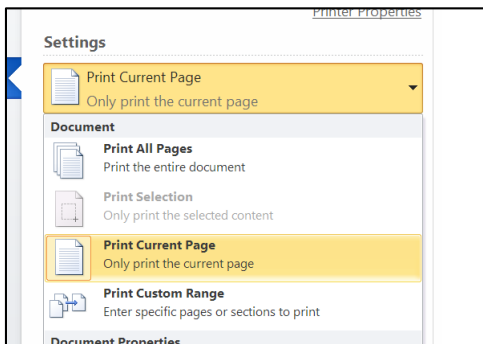 Printer Properties
Settings
Print Current Page
Only print the current page
Document
Print All Pages
Print the entire document
Print Selection
Only print the selected content
Print Current Page
Only print the current page
Print Custom Range
Enter specific pages or sections to print
Document Properties